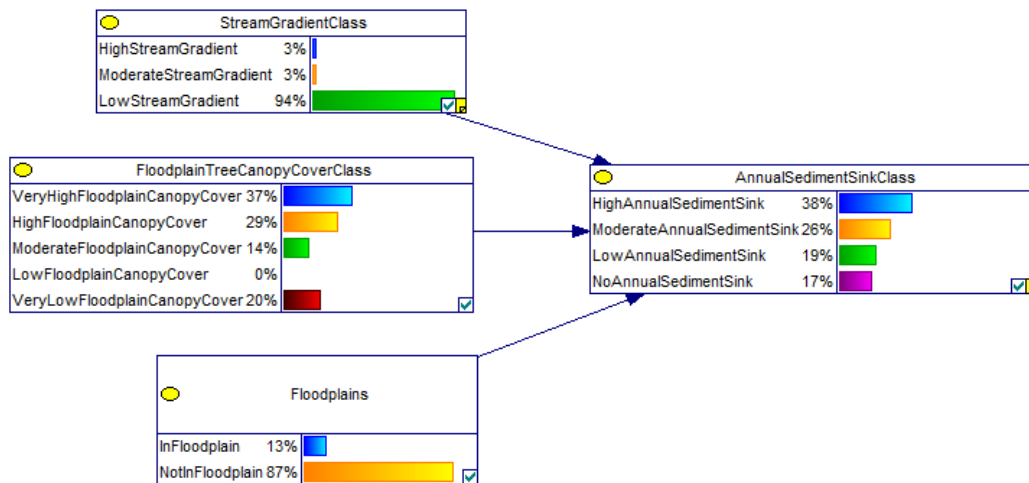 StreamGradientClass
HighStreamGradient 3%
ModerateStreamGradient 3%
LowStreamGradient 94%
FloodplainTreeCanopyCoverClass
VeryHighFloodplainCanopyCover 37%
HighFloodplainCanopyCover 29%
ModerateFloodplainCanopyCover 14%
LowFloodplainCanopyCover 0%
VeryLowFloodplainCanopyCover 20%
AnnualSedimentSinkClass
HighAnnualSedimentSink 38%
ModerateAnnualSedimentSink 26%
LowAnnualSedimentSink 19%
NoAnnualSedimentSink 17%
Floodplains
InFloodplain 13%
NotInFloodplain 87%